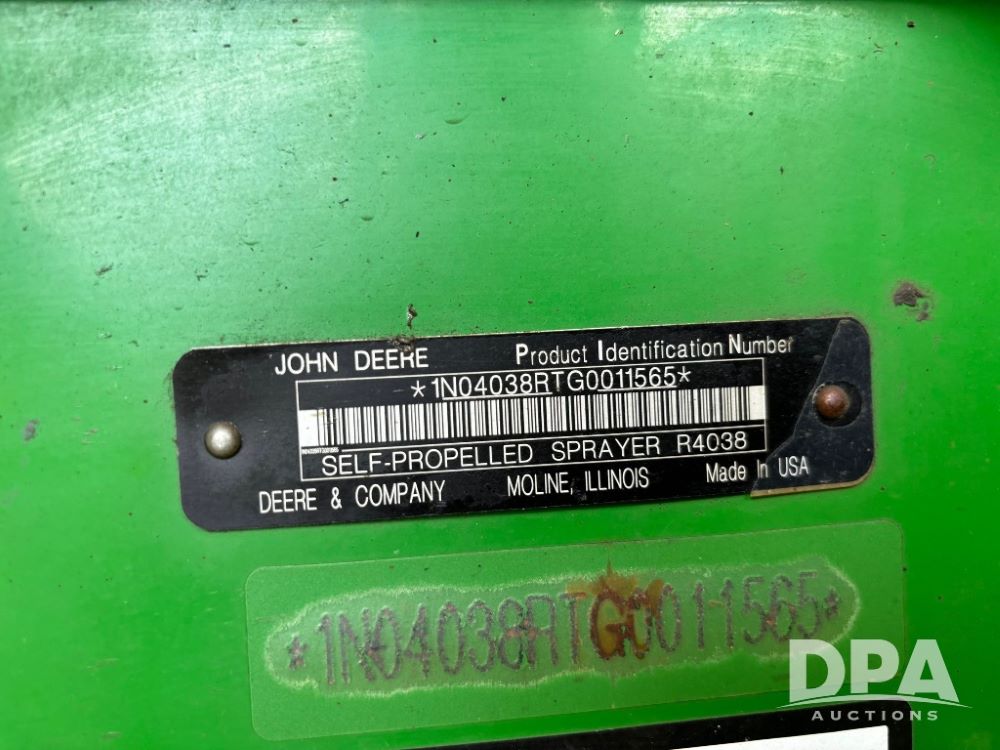 JOHN DEERE Product Identification Number
*1N04038RTG0011565*
1N04038RTG0011565
SELF-PROPELLED SPRAYER R4038
DEERE & COMPANY MOLINE, ILLINOIS Made In USA
*1N04038RTG0011565*
DPA
AUCTIONS